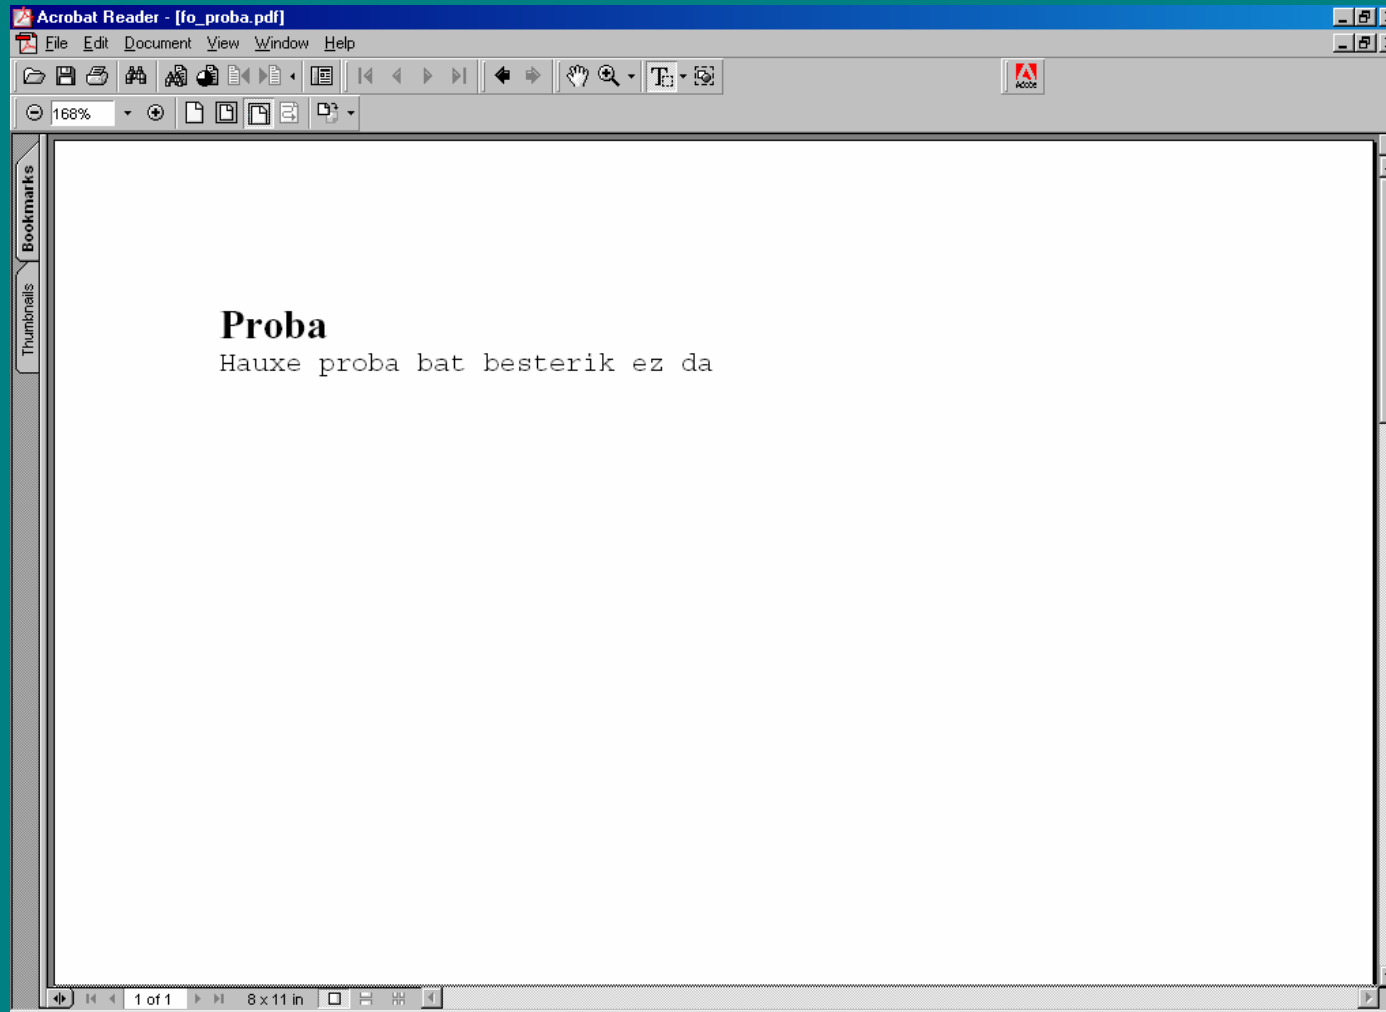 Acrobat Reader - [fo_proba.pdf]
File Edit Document View Window Help
Adobe
168%
Bookmarks
Thumbnails
Proba
Hauxe proba bat besterik ez da
1 of 1 8 x 11 in